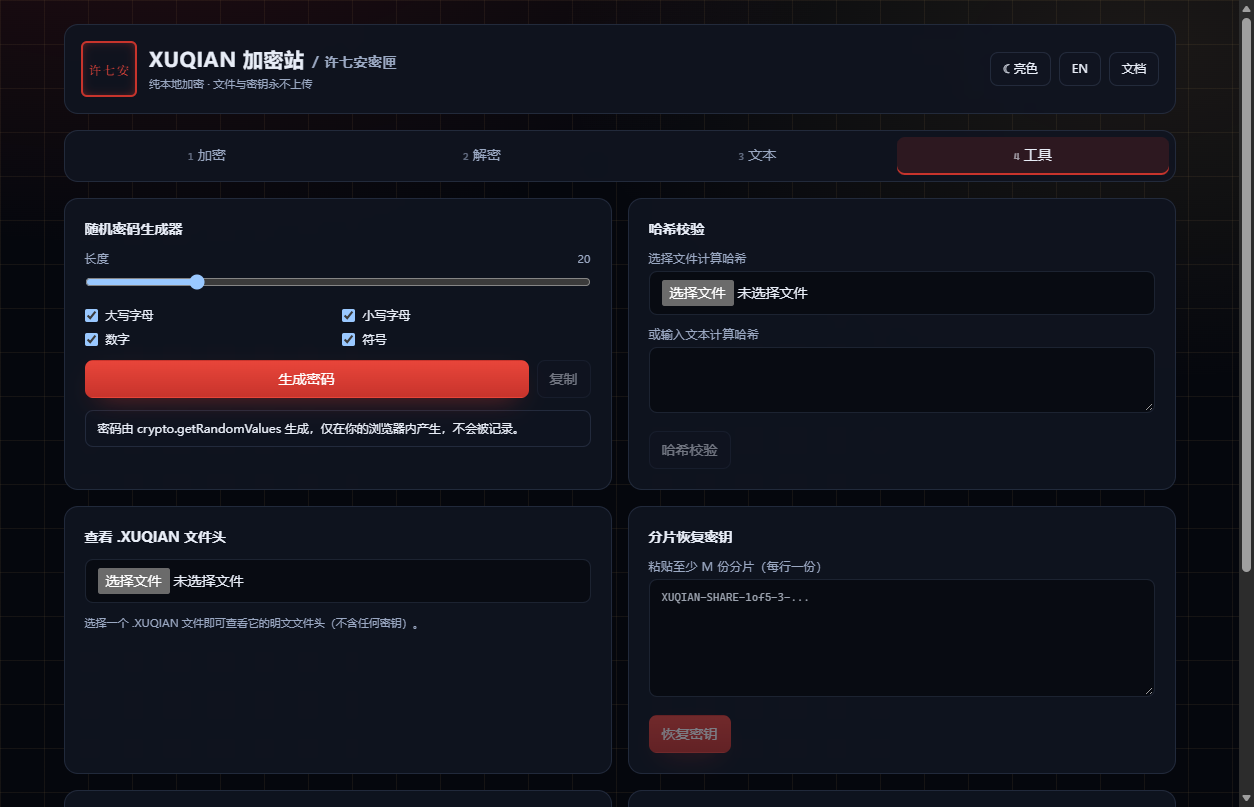 许七安
XUQIAN 加密站 / 许七安密匣
纯本地加密 · 文件与密钥永不上传
☾ 亮色
EN
文档
1 加密
2 解密
3 文本
4 工具
随机密码生成器
长度 20
大写字母
小写字母
数字
符号
生成密码
复制
密码由 crypto.getRandomValues 生成，仅在你的浏览器内产生，不会被记录。
哈希校验
选择文件计算哈希
选择文件 未选择文件
或输入文本计算哈希
哈希校验
查看 .XUQIAN 文件头
选择文件 未选择文件
选择一个 .XUQIAN 文件即可查看它的明文文件头（不含任何密钥）。
分片恢复密钥
粘贴至少 M 份分片（每行一份）
XUQIAN-SHARE-1of5-3-...
恢复密钥